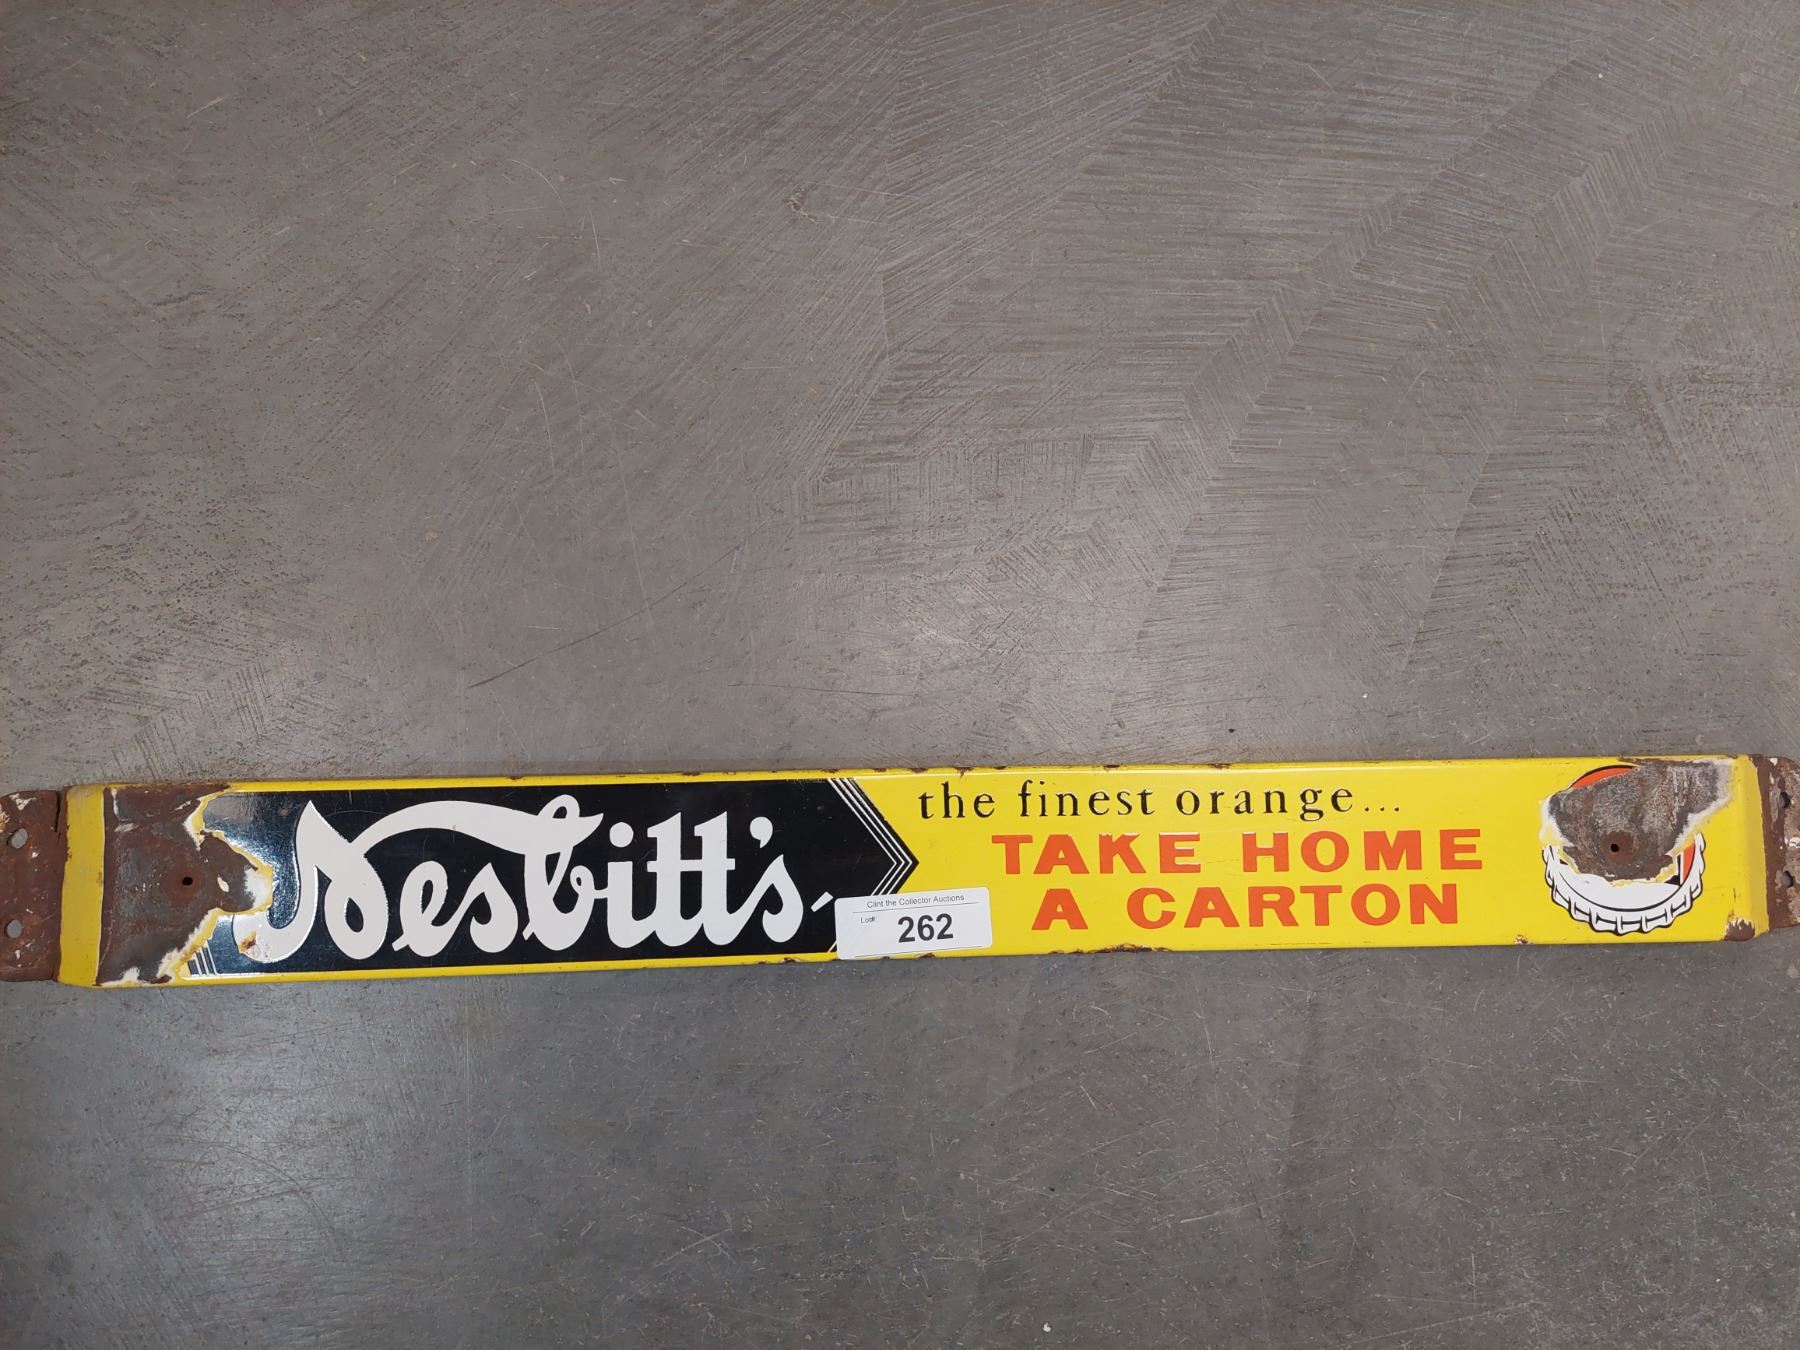 Nesbitt's
the finest orange...
TAKE HOME
A CARTON
Clint the Collector Auctions
Lot#:
262